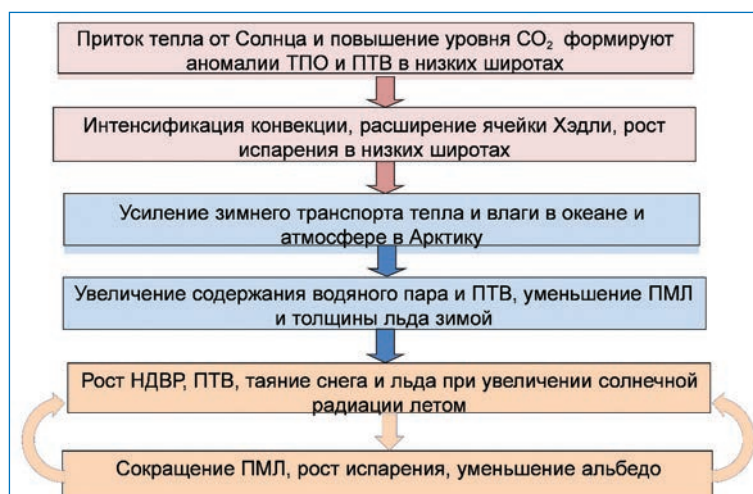 Приток тепла от Солнца и повышение уровня CO₂ формируют
аномалии ТПО и ПТВ в низких широтах
Интенсификация конвекции, расширение ячейки Хэдли, рост
испарения в низких широтах
Усиление зимнего транспорта тепла и влаги в океане и
атмосфере в Арктику
Увеличение содержания водяного пара и ПТВ, уменьшение ПМЛ
и толщины льда зимой
Рост НДВР, ПТВ, таяние снега и льда при увеличении солнечной
радиации летом
Сокращение ПМЛ, рост испарения, уменьшение альбедо